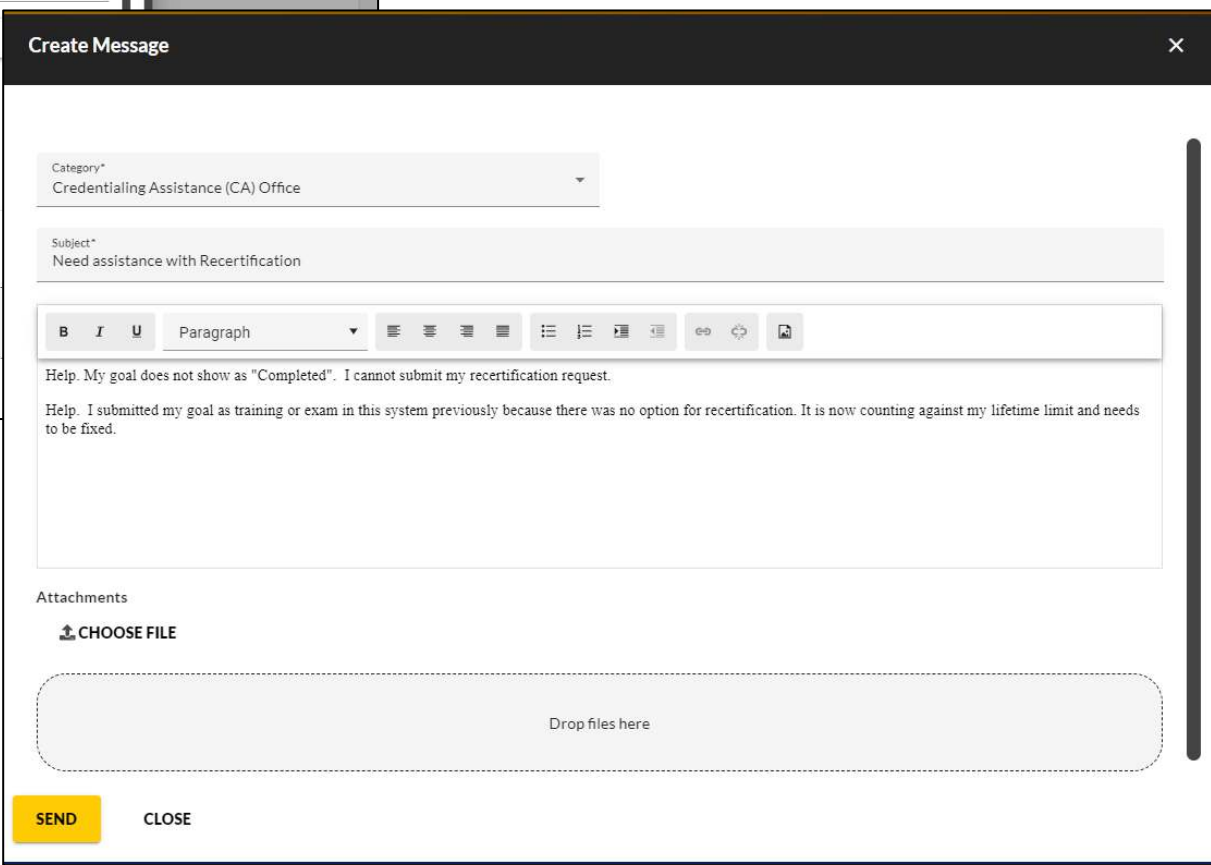 Create Message
Category*
Credentialing Assistance (CA) Office
Subject*
Need assistance with Recertification
B I U Paragraph
Help. My goal does not show as "Completed".  I cannot submit my recertification request.
Help.  I submitted my goal as training or exam in this system previously because there was no option for recertification. It is now counting against my lifetime limit and needs
to be fixed.
Attachments
CHOOSE FILE
Drop files here
SEND CLOSE